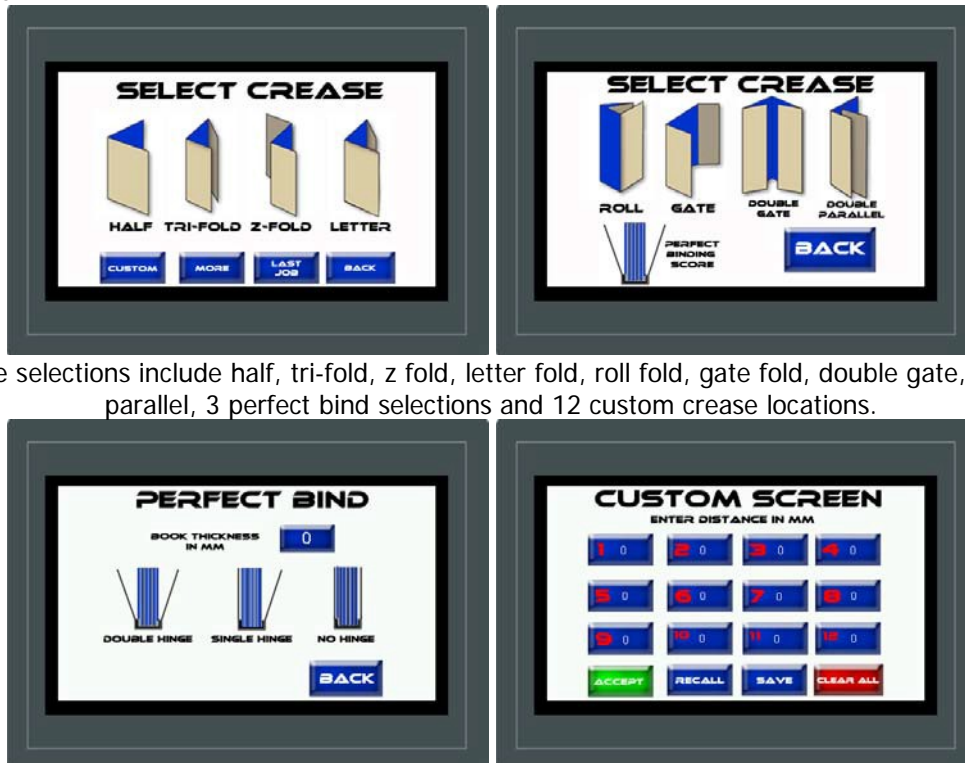 SELECT CREASE
HALF TRI-FOLD Z-FOLD LETTER
CUSTOM MORE LAST JOB BACK
SELECT CREASE
ROLL GATE DOUBLE GATE DOUBLE PARALLEL
PERFECT BINDING SCORE
BACK
e selections include half, tri-fold, z fold, letter fold, roll fold, gate fold, double gate,
parallel, 3 perfect bind selections and 12 custom crease locations.
PERFECT BIND
BOOK THICKNESS IN MM 0
DOUBLE HINGE SINGLE HINGE NO HINGE
BACK
CUSTOM SCREEN
ENTER DISTANCE IN MM
1 0 2 0 3 0 4 0
5 0 6 0 7 0 8 0
9 0 10 0 11 0 12 0
ACCEPT RECALL SAVE CLEAR ALL